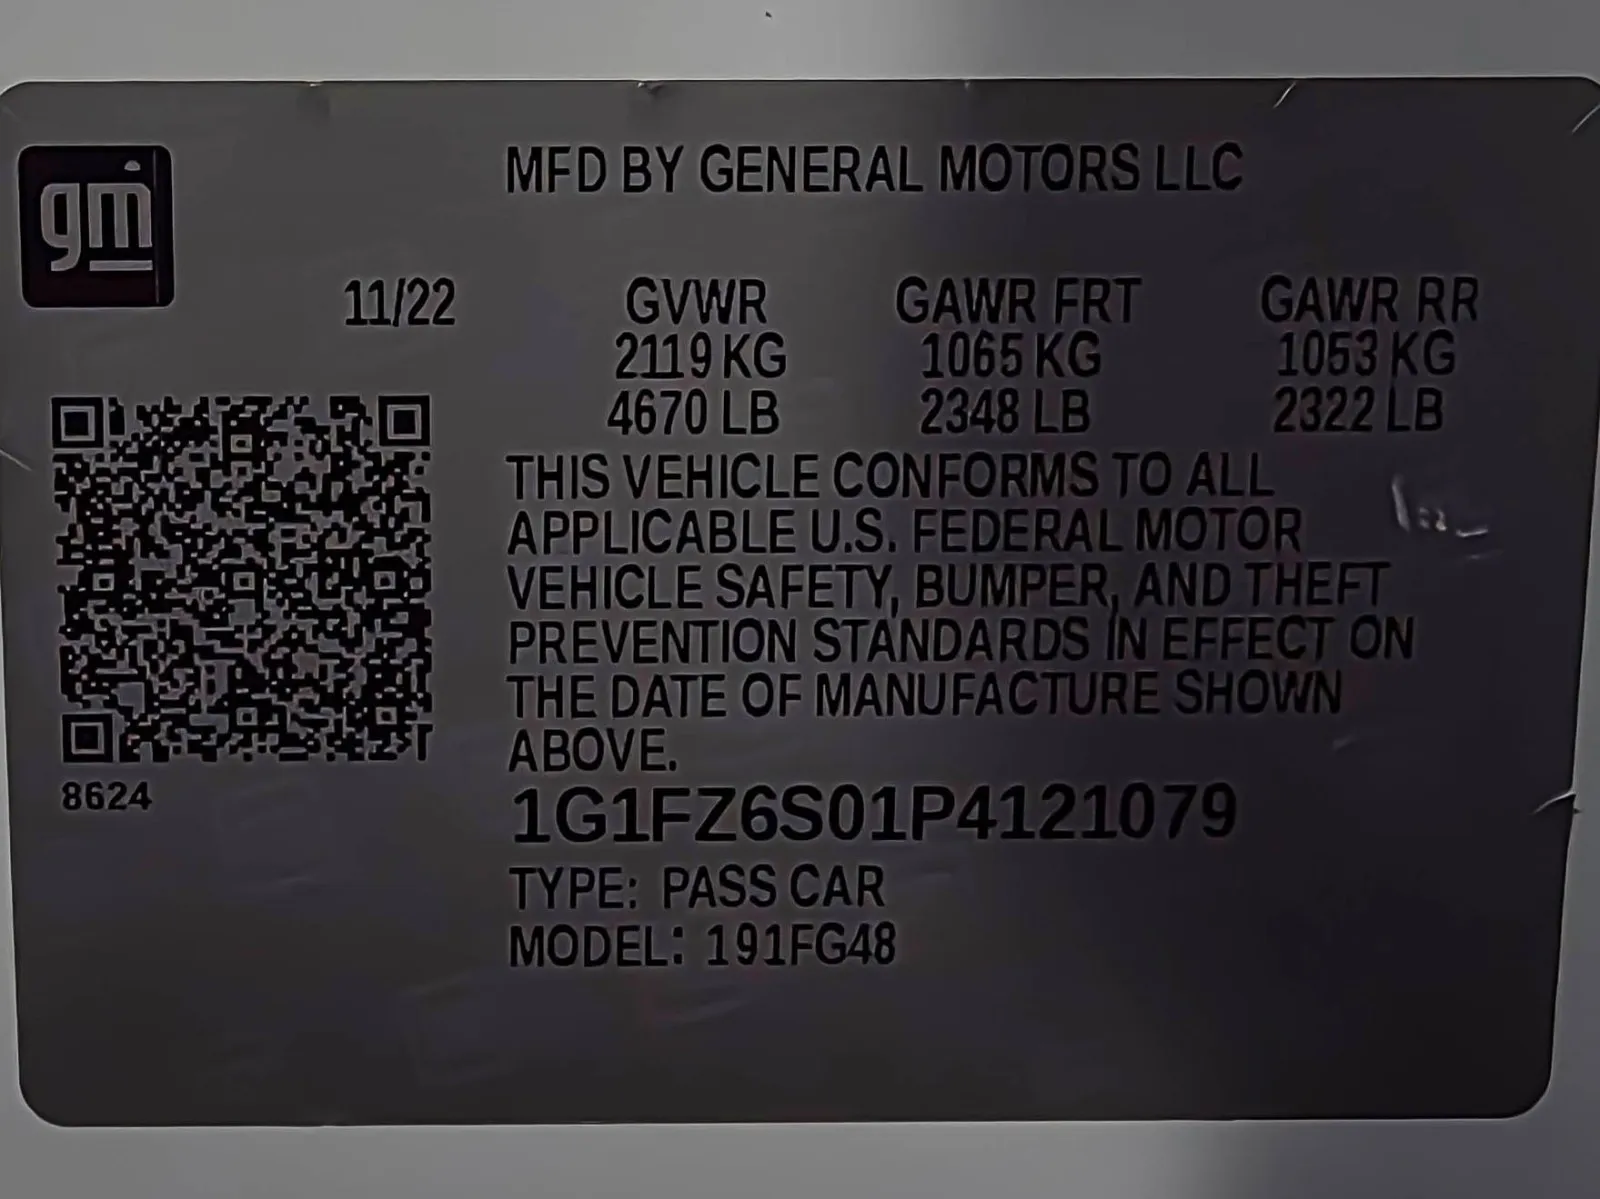 gm
MFD BY GENERAL MOTORS LLC
11/22 GVWR GAWR FRT GAWR RR
2119 KG 1065 KG 1053 KG
4670 LB 2348 LB 2322 LB
THIS VEHICLE CONFORMS TO ALL
APPLICABLE U.S. FEDERAL MOTOR
VEHICLE SAFETY, BUMPER, AND THEFT
PREVENTION STANDARDS IN EFFECT ON
THE DATE OF MANUFACTURE SHOWN
ABOVE.
8624
1G1FZ6S01P4121079
TYPE: PASS CAR
MODEL: 191FG48